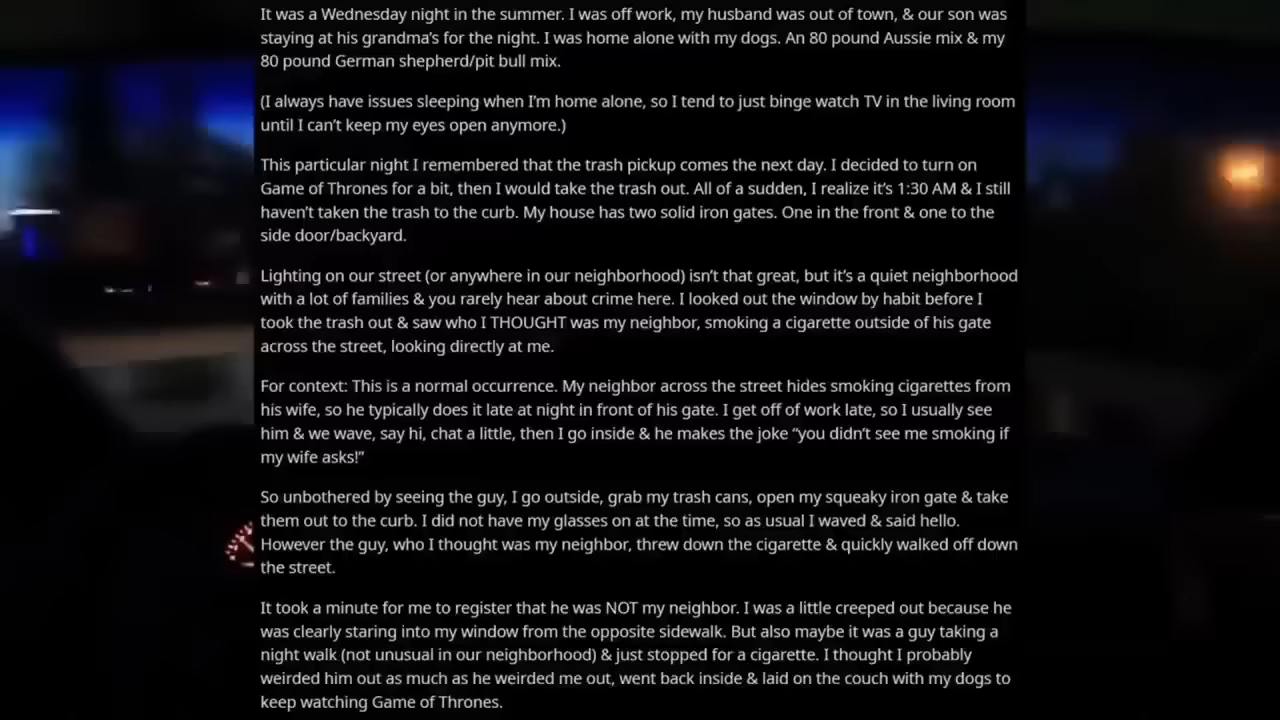 It was a Wednesday night in the summer. I was off work, my husband was out of town, & our son was
staying at his grandma's for the night. I was home alone with my dogs. An 80 pound Aussie mix & my
80 pound German shepherd/pit bull mix.
(I always have issues sleeping when I'm home alone, so I tend to just binge watch TV in the living room
until I can't keep my eyes open anymore.)
This particular night I remembered that the trash pickup comes the next day. I decided to turn on
Game of Thrones for a bit, then I would take the trash out. All of a sudden, I realize it's 1:30 AM & I still
haven't taken the trash to the curb. My house has two solid iron gates. One in the front & one to the
side door/backyard.
Lighting on our street (or anywhere in our neighborhood) isn't that great, but it's a quiet neighborhood
with a lot of families & you rarely hear about crime here. I looked out the window by habit before I
took the trash out & saw who I THOUGHT was my neighbor, smoking a cigarette outside of his gate
across the street, looking directly at me.
For context: This is a normal occurrence. My neighbor across the street hides smoking cigarettes from
his wife, so he typically does it late at night in front of his gate. I get off of work late, so I usually see
him & we wave, say hi, chat a little, then I go inside & he makes the joke “you didn't see me smoking if
my wife asks!”
So unbothered by seeing the guy, I go outside, grab my trash cans, open my squeaky iron gate & take
them out to the curb. I did not have my glasses on at the time, so as usual I waved & said hello.
However the guy, who I thought was my neighbor, threw down the cigarette & quickly walked off down
the street.
It took a minute for me to register that he was NOT my neighbor. I was a little creeped out because he
was clearly staring into my window from the opposite sidewalk. But also maybe it was a guy taking a
night walk (not unusual in our neighborhood) & just stopped for a cigarette. I thought I probably
weirded him out as much as he weirded me out, went back inside & laid on the couch with my dogs to
keep watching Game of Thrones.